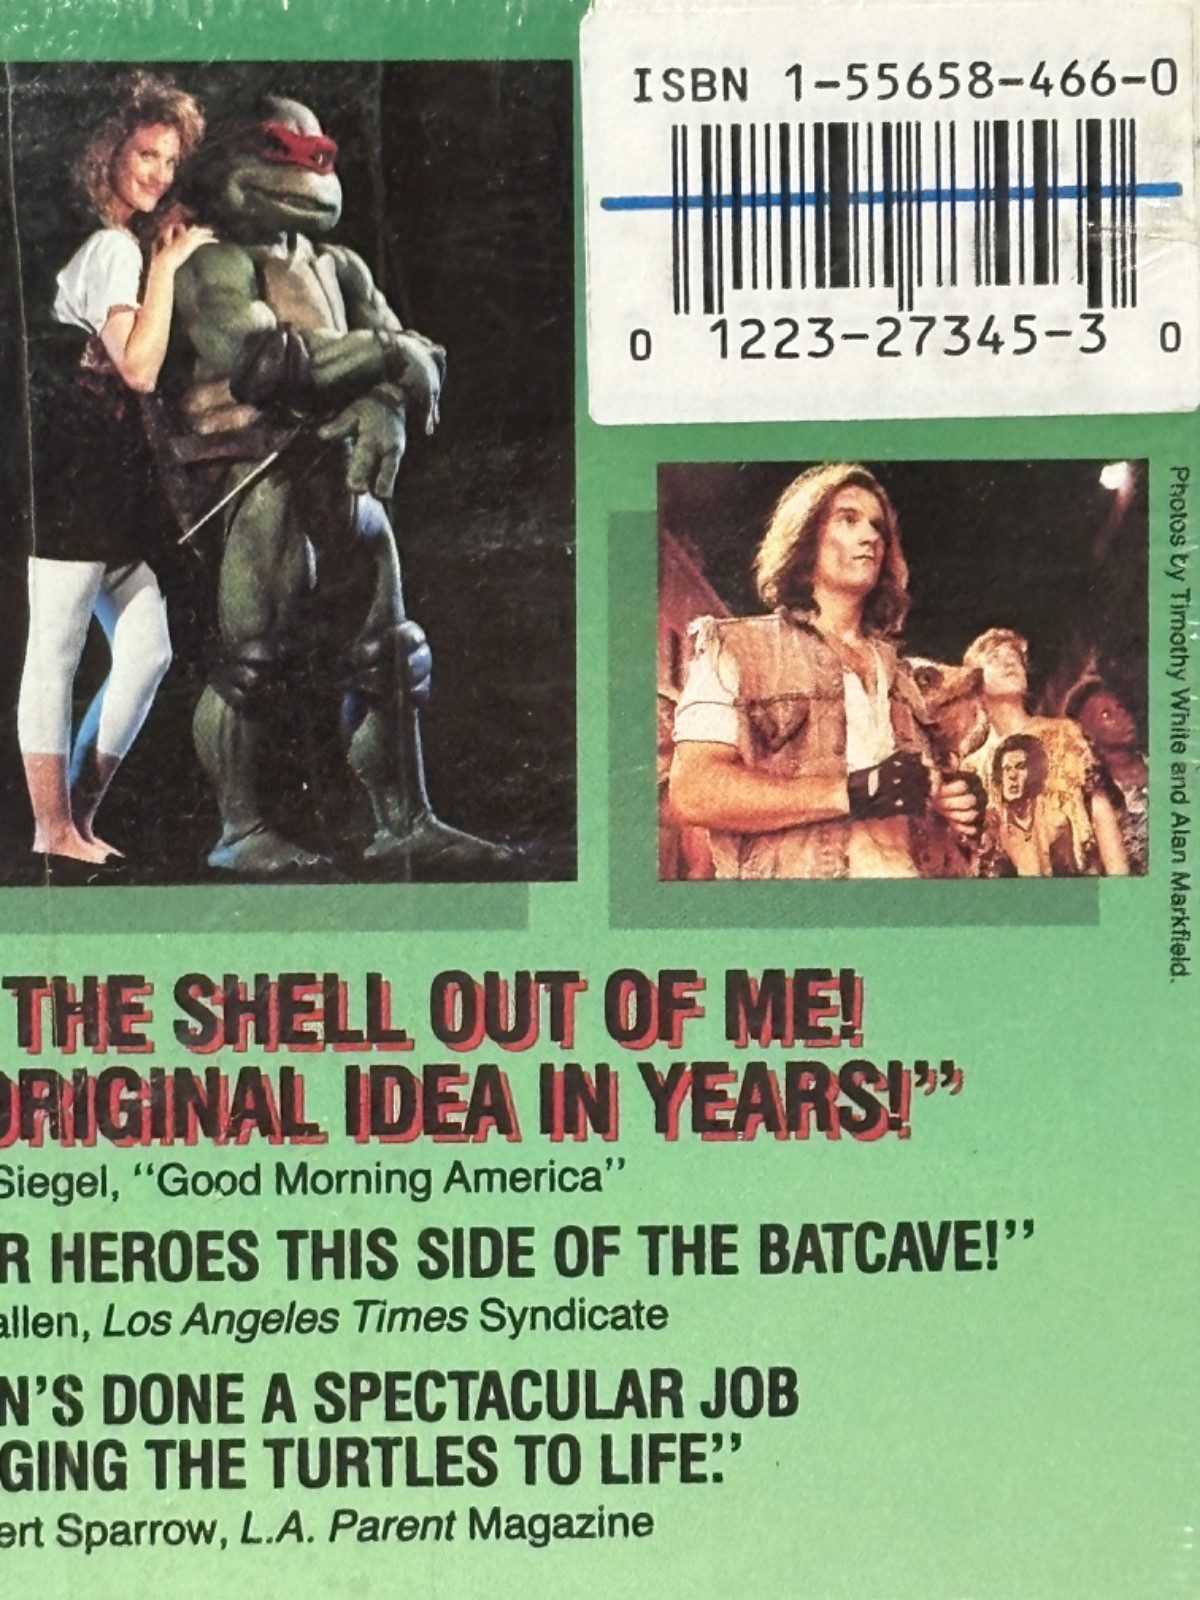 ISBN 1-55658-466-0
0 1223-27345-3 0
Photos by Timothy White and Alan Markfield.
THE SHELL OUT OF ME!
ORIGINAL IDEA IN YEARS!”
Siegel, “Good Morning America”
R HEROES THIS SIDE OF THE BATCAVE!”
allen, Los Angeles Times Syndicate
N’S DONE A SPECTACULAR JOB
GING THE TURTLES TO LIFE.”
ert Sparrow, L.A. Parent Magazine